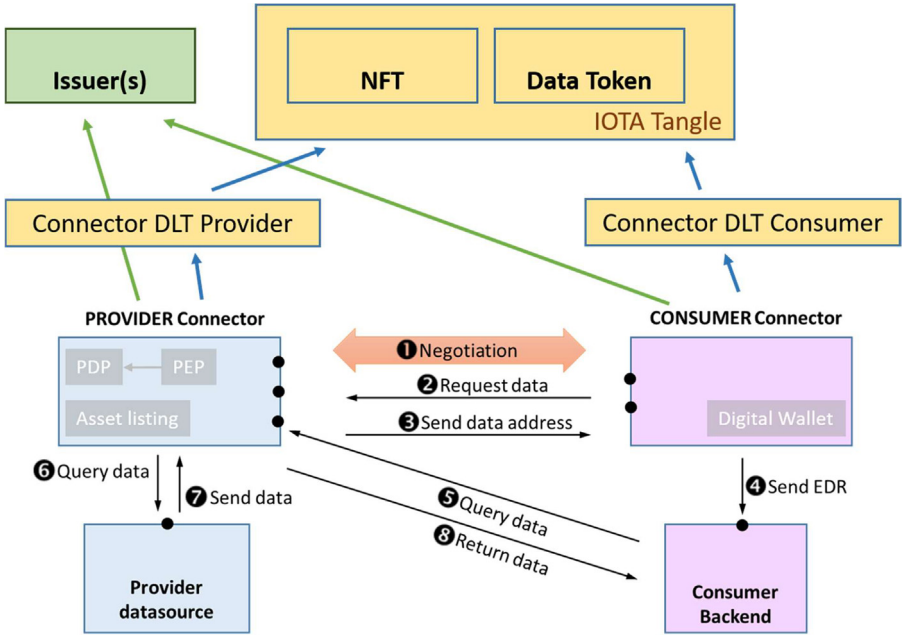 Issuer(s)
NFT
Data Token
IOTA Tangle
Connector DLT Provider
Connector DLT Consumer
PROVIDER Connector
CONSUMER Connector
PDP
PEP
Asset listing
❶Negotiation
❷Request data
❸Send data address
Digital Wallet
❻Query data
❼Send data
❺Query data
❽Return data
❹Send EDR
Provider
datasource
Consumer
Backend